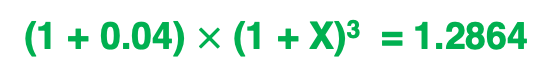 (1 + 0.04) × (1 + X)³ = 1.2864